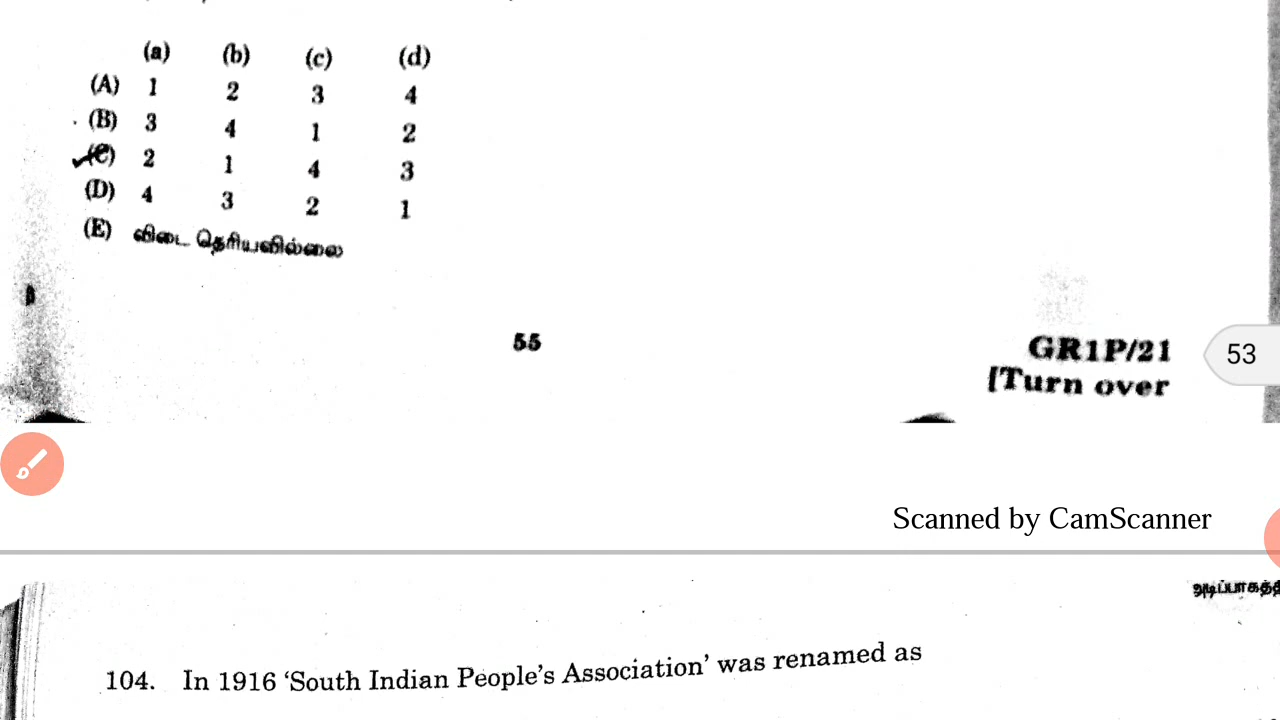 (a) (b) (c) (d)
(A) 1 2 3 4
(B) 3 4 1 2
(C) 2 1 4 3
(D) 4 3 2 1
(E) விடை தெரியவில்லை
55
GR1P/21
[Turn over
53
Scanned by CamScanner
104. In 1916 ‘South Indian People’s Association’ was renamed as